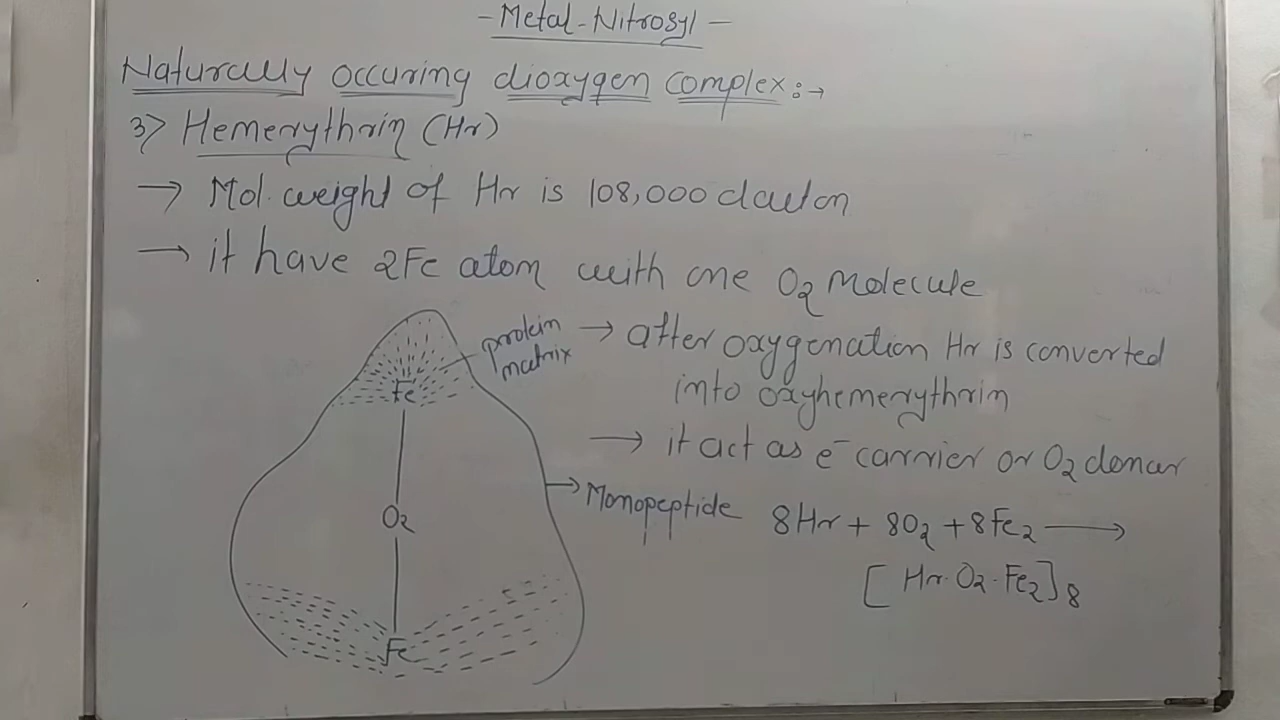 - Metal-Nitrosyl -
Naturally occuring dioxygen complex:→
3> Hemerythrin (Hr)
→ Mol. weight of Hr is 108,000 dalton
→ it have 2Fe atom with one O₂ molecule
protein
matrix
→ after oxygenation Hr is converted
into oxyhemerythrin
→ it act as e⁻ carrier or O₂ donar
Fe
O₂
Fe
→ Monopeptide
8Hr + 8O₂ + 8Fe₂ →
[Hr·O₂·Fe₂]₈